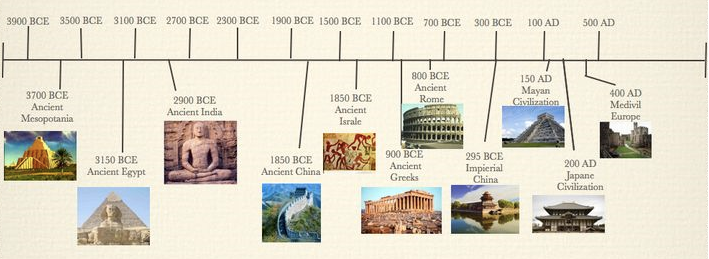 3900 BCE 3500 BCE 3100 BCE 2700 BCE 2300 BCE 1900 BCE 1500 BCE 1100 BCE 700 BCE 300 BCE 100 AD 500 AD
3700 BCE
Ancient
Mesopotania
3150 BCE
Ancient Egypt
2900 BCE
Ancient India
1850 BCE
Ancient China
1850 BCE
Ancient
Israle
800 BCE
Ancient
Rome
900 BCE
Ancient
Greeks
295 BCE
Impierial
China
150 AD
Mayan
Civilization
200 AD
Japane
Civilization
400 AD
Medivil
Europe